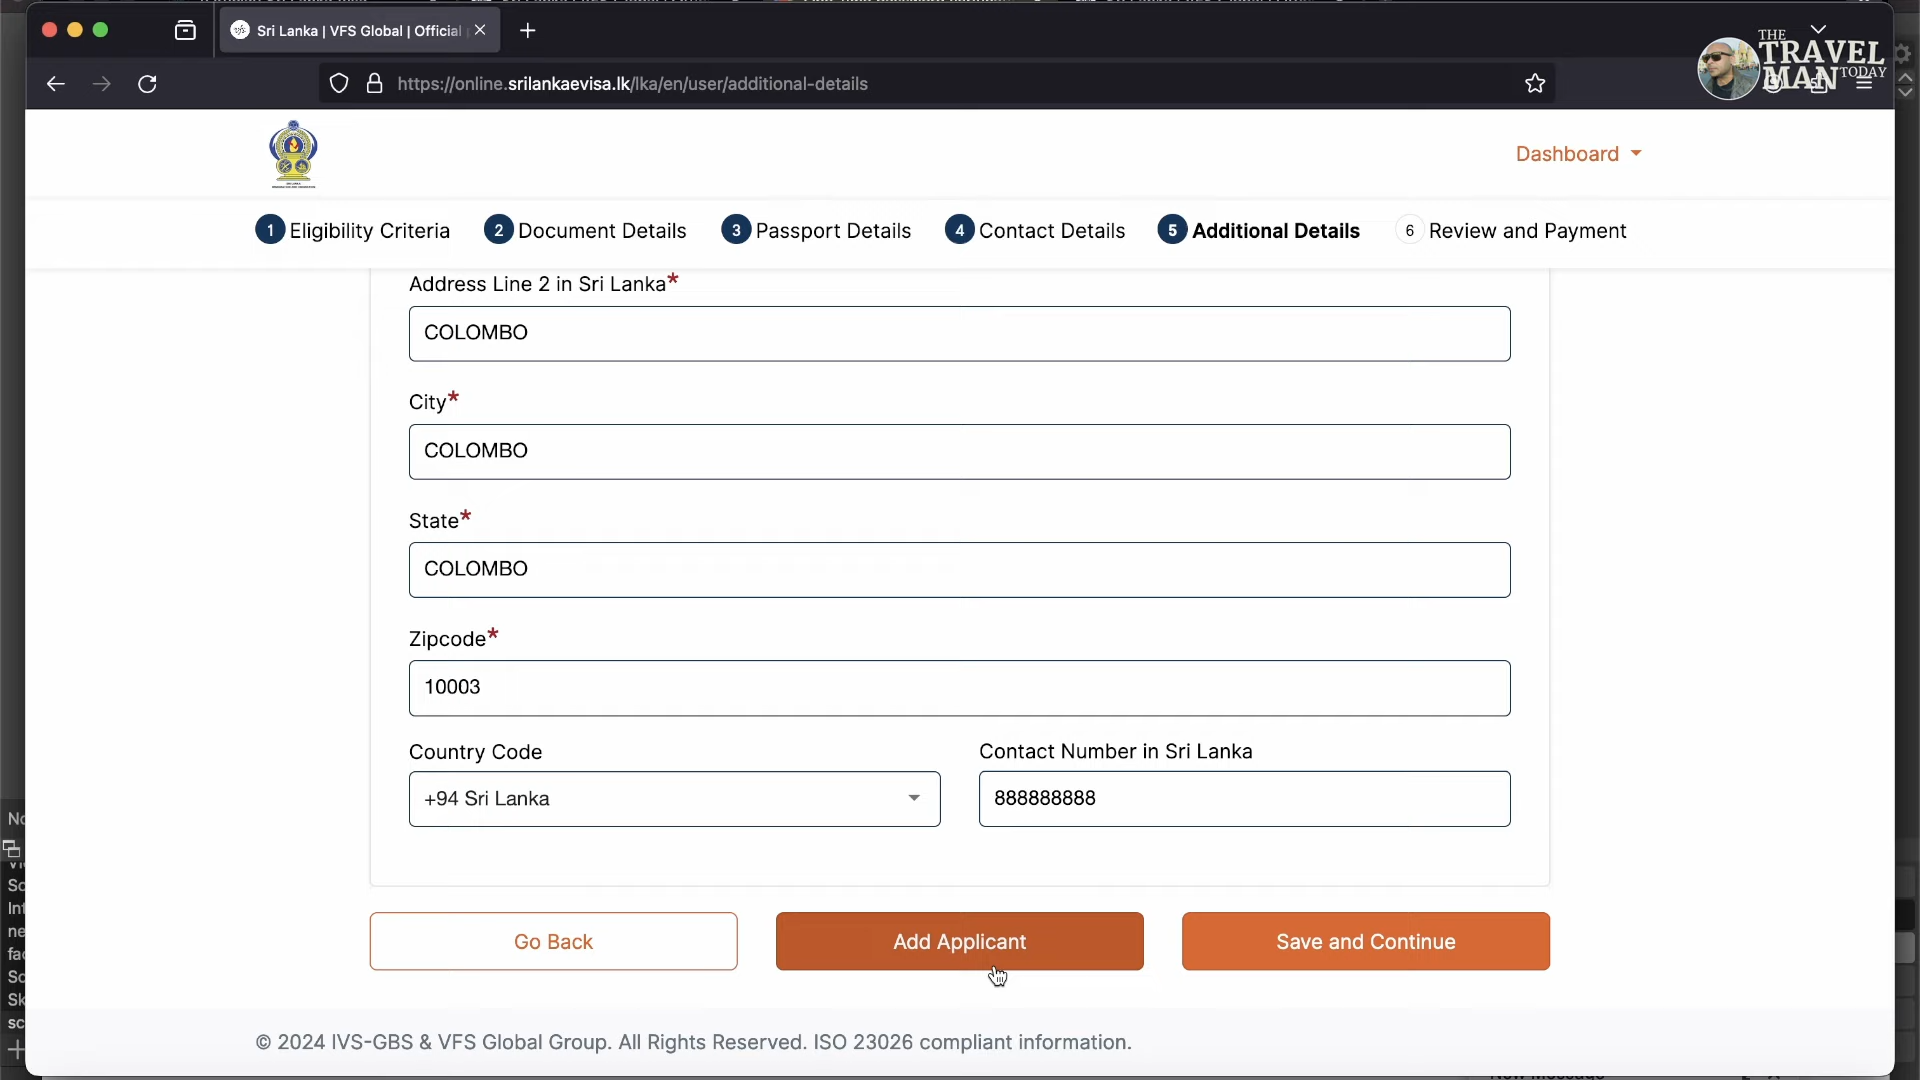 Sri Lanka | VFS Global | Official
THE
TRAVEL
MAN TODAY
https://online.srilankaevisa.lk/lka/en/user/additional-details
Dashboard
1 Eligibility Criteria 2 Document Details 3 Passport Details 4 Contact Details 5 Additional Details 6 Review and Payment
Address Line 2 in Sri Lanka*
COLOMBO
City*
COLOMBO
State*
COLOMBO
Zipcode*
10003
Country Code Contact Number in Sri Lanka
+94 Sri Lanka 888888888
Go Back Add Applicant Save and Continue
© 2024 IVS-GBS & VFS Global Group. All Rights Reserved. ISO 23026 compliant information.